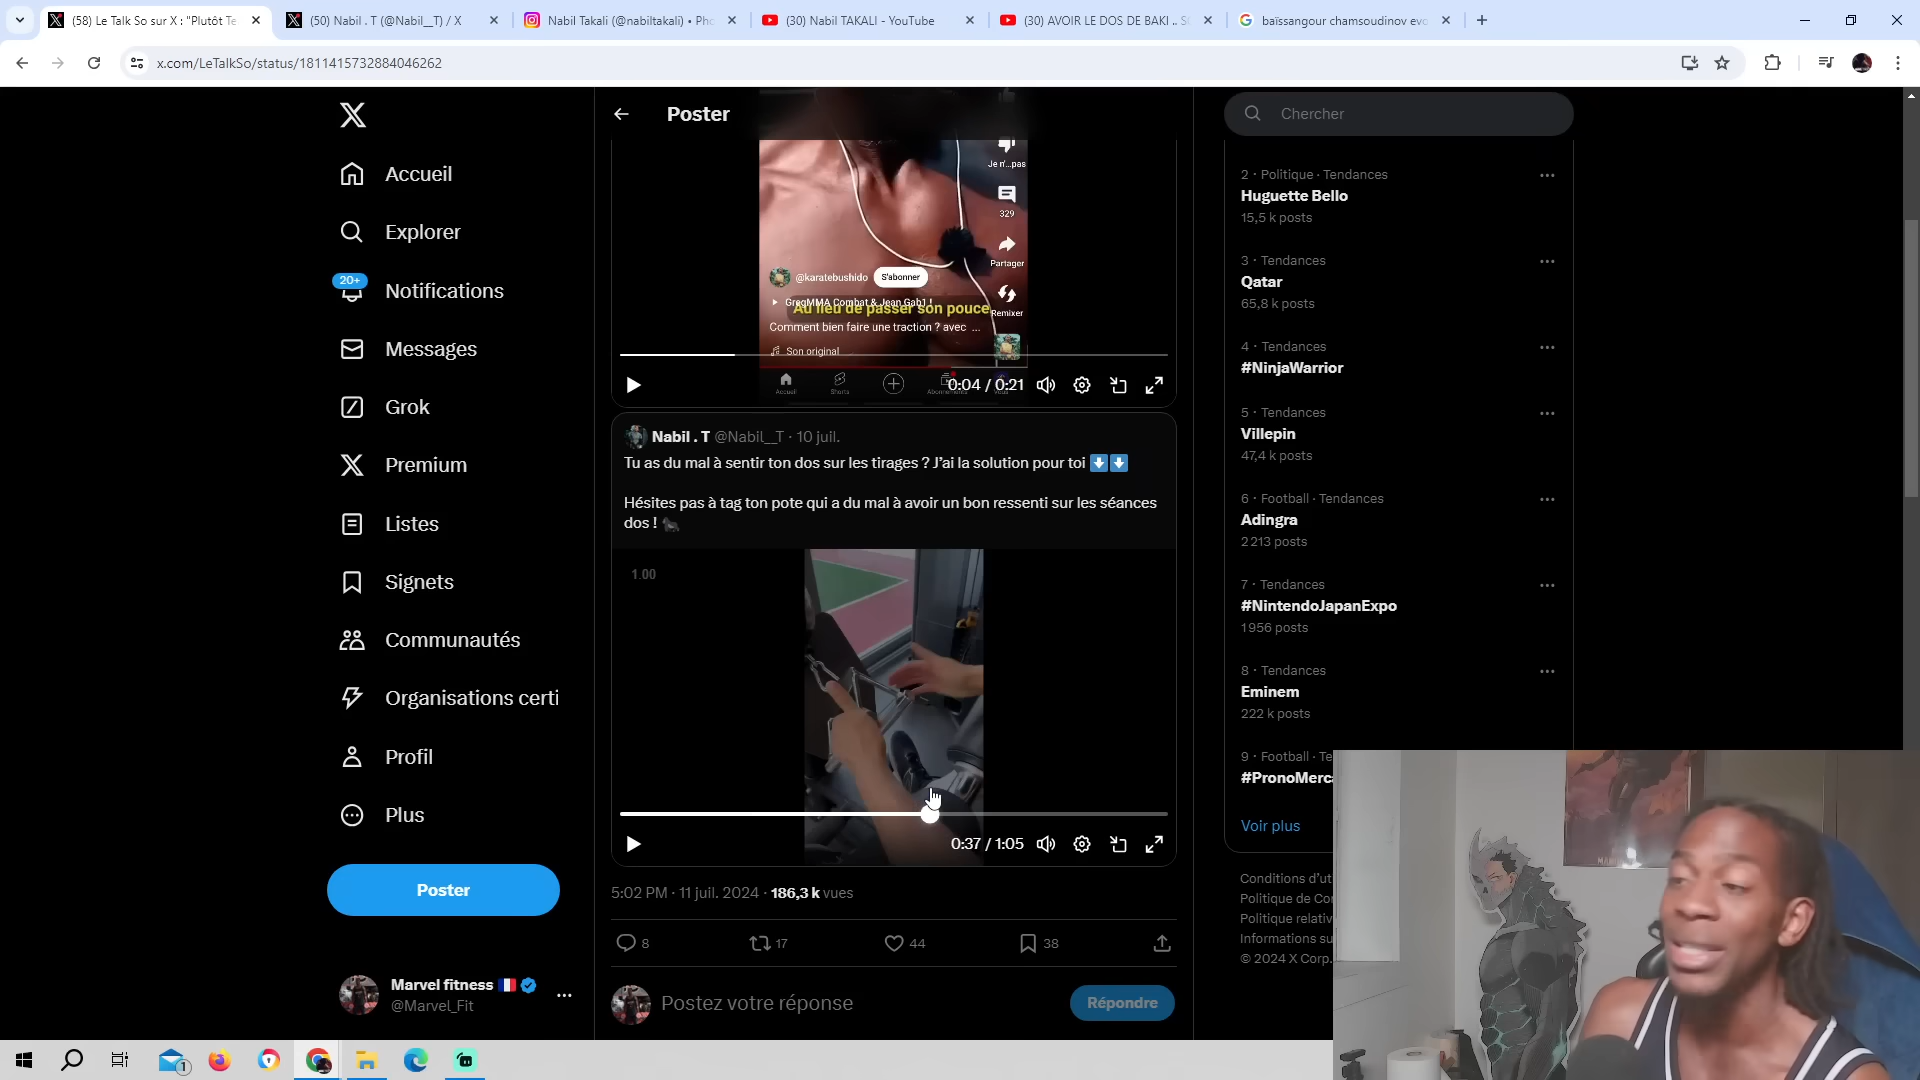 (58) Le Talk So sur X : "Plutôt Te
(50) Nabil . T (@Nabil__T) / X
Nabil Takali (@nabiltakali) • Pho
(30) Nabil TAKALI - YouTube
(30) AVOIR LE DOS DE BAKI ..
baïssangour chamsoudinov evo
x.com/LeTalkSo/status/1811415732884046262
Poster
Chercher
Accueil
Explorer
20+
Notifications
Messages
Grok
Premium
Listes
Signets
Communautés
Organisations certi
Profil
Plus
Poster
Marvel fitness
@Marvel_Fit
Je n'...pas
329
Partager
@karatebushido
S'abonner
GregMMA Combat & Jean Gab1 !
Au lieu de passer son pouce
Remixer
Comment bien faire une traction ? avec ...
Son original
Accueil
Shorts
0:04 / 0:21
Nabil . T @Nabil__T · 10 juil.
Tu as du mal à sentir ton dos sur les tirages ? J'ai la solution pour toi
Hésites pas à tag ton pote qui a du mal à avoir un bon ressenti sur les séances
dos !
1.00
0:37 / 1:05
5:02 PM · 11 juil. 2024 · 186,3 k vues
8
17
44
38
Postez votre réponse
Répondre
2 · Politique · Tendances
Huguette Bello
15,5 k posts
3 · Tendances
Qatar
65,8 k posts
4 · Tendances
#NinjaWarrior
5 · Tendances
Villepin
47,4 k posts
6 · Football · Tendances
Adingra
2 213 posts
7 · Tendances
#NintendoJapanExpo
1 956 posts
8 · Tendances
Eminem
222 k posts
9 · Football · Te
#PronoMerca
Voir plus
Conditions d'ut
Politique de Co
Politique relativ
Informations su
© 2024 X Corp.
1